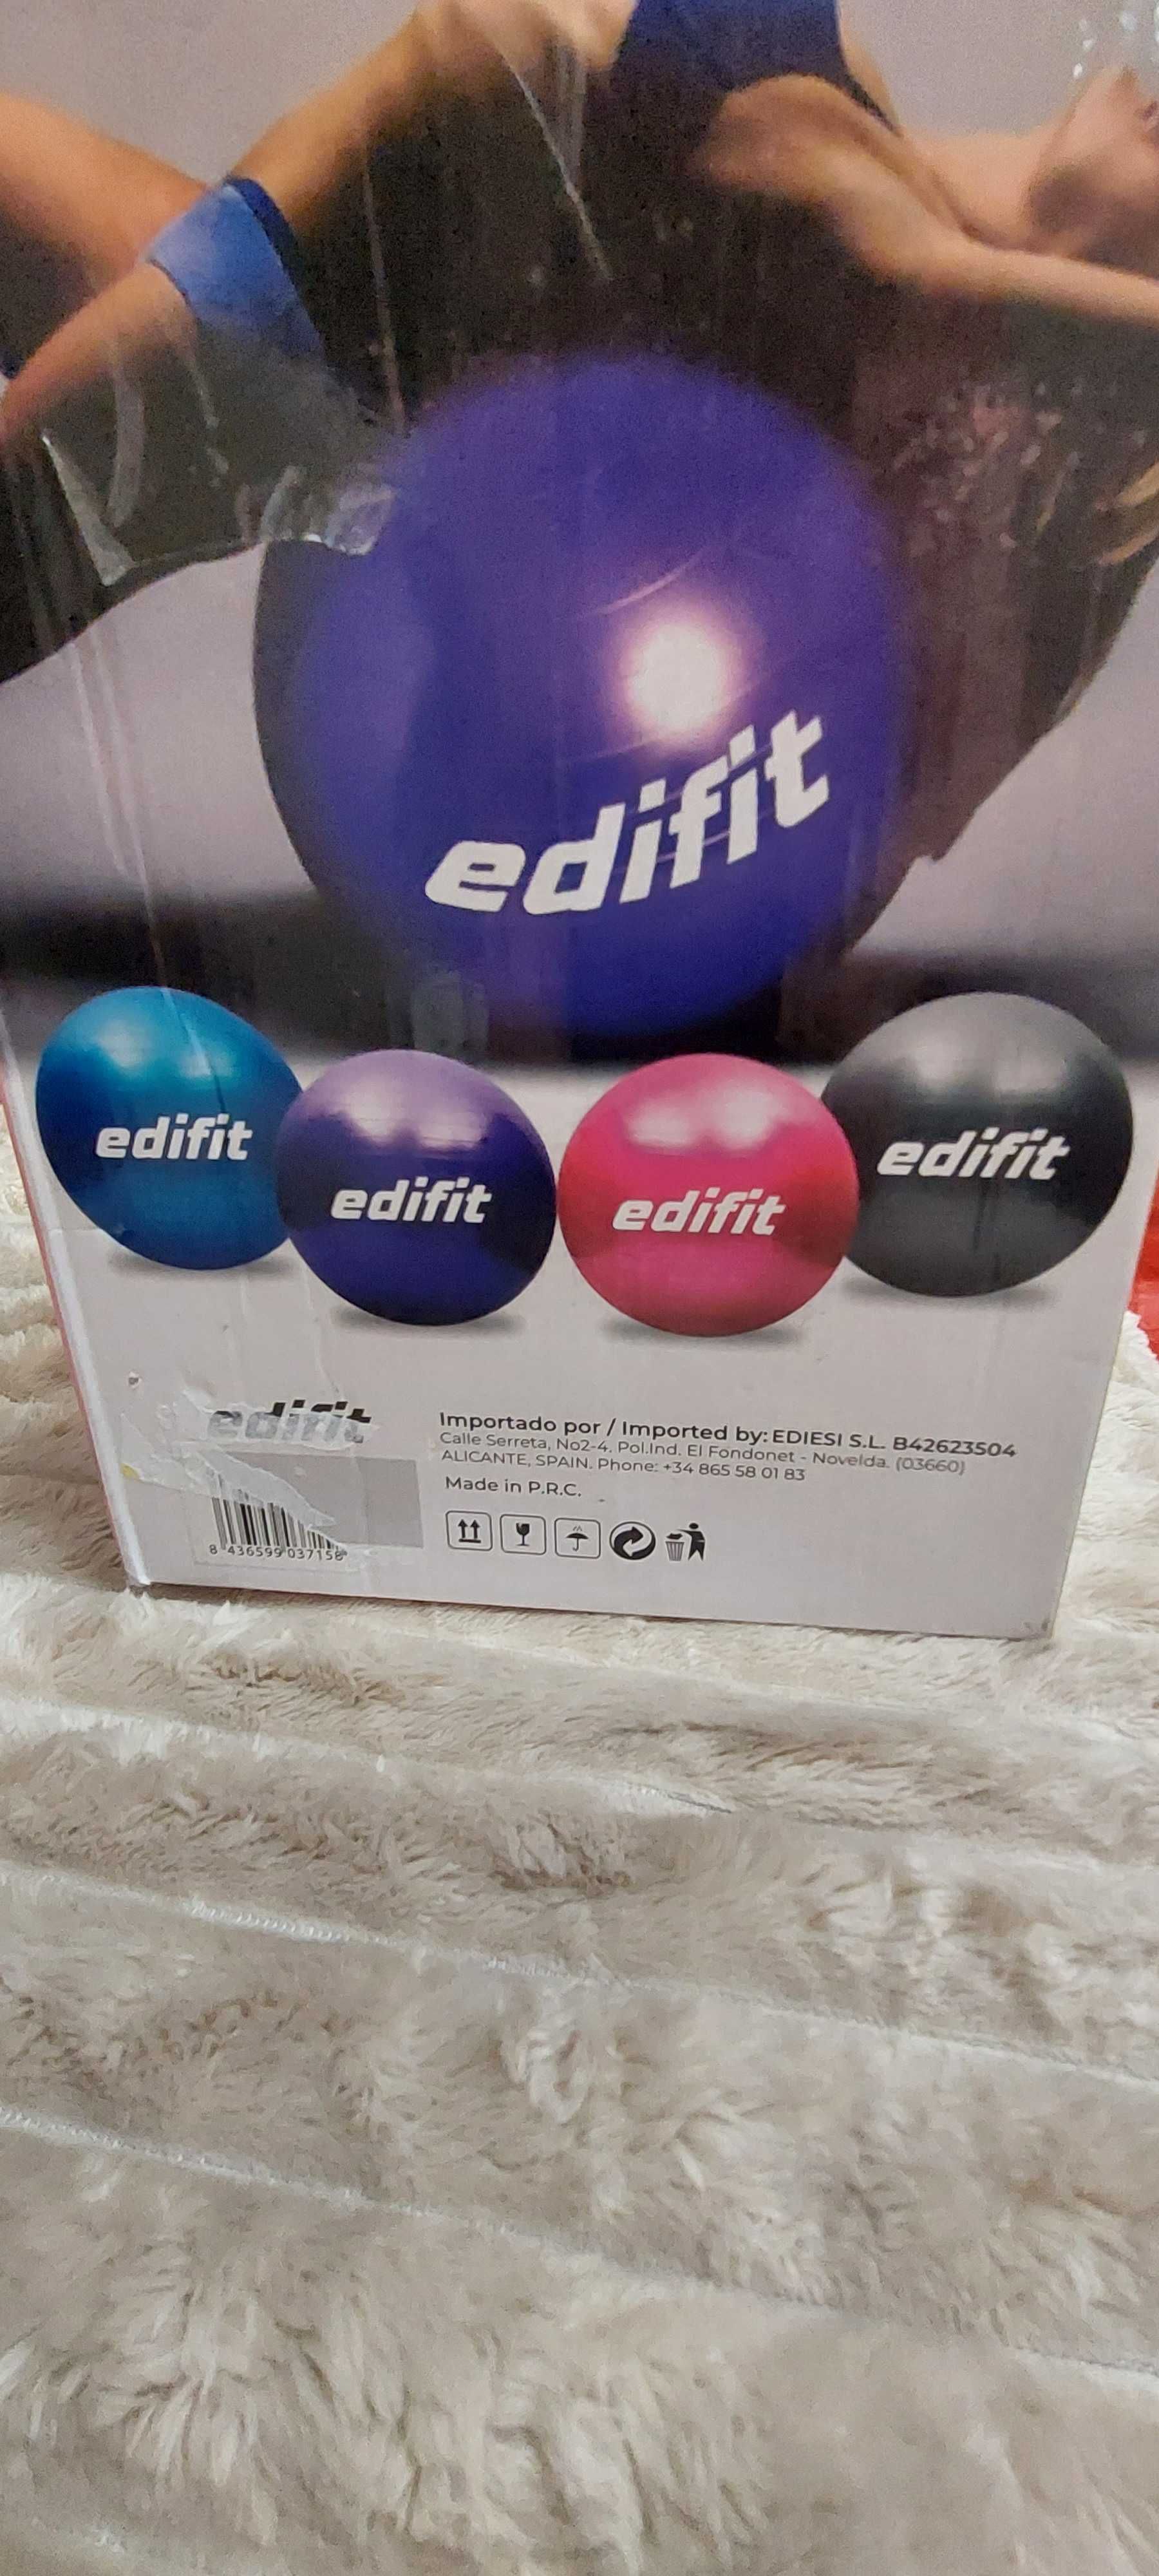 edifit
edifit
edifit
edifit
edifit
edifit
Importado por / Imported by: EDIESI S.L. B42623504
Calle Serreta, No2-4. Pol.Ind. El Fondonet - Novelda. (03660)
ALICANTE, SPAIN. Phone: +34 865 58 01 83
Made in P.R.C.
8 436599 037158